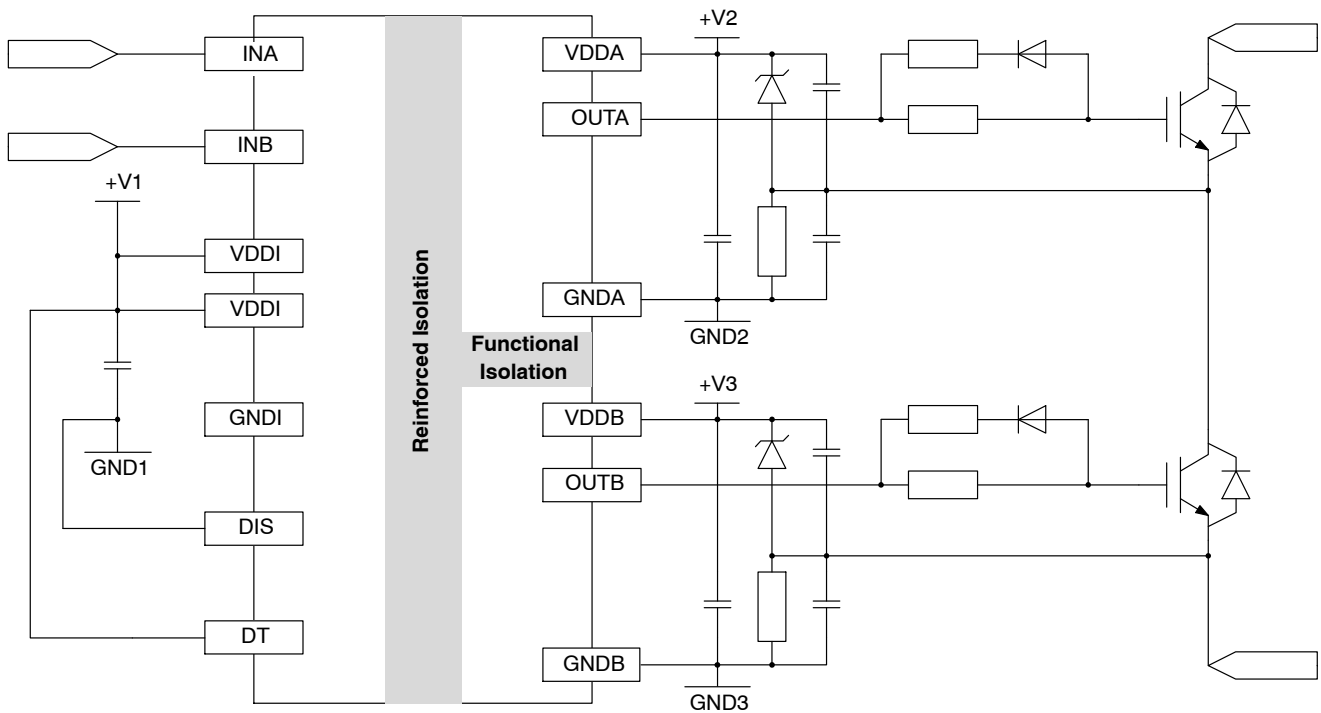 INA
INB
+V1
VDDI
VDDI
GNDI
GND1
DIS
DT
Reinforced Isolation
Functional
Isolation
+V2
VDDA
OUTA
GNDA
GND2
+V3
VDDB
OUTB
GNDB
GND3